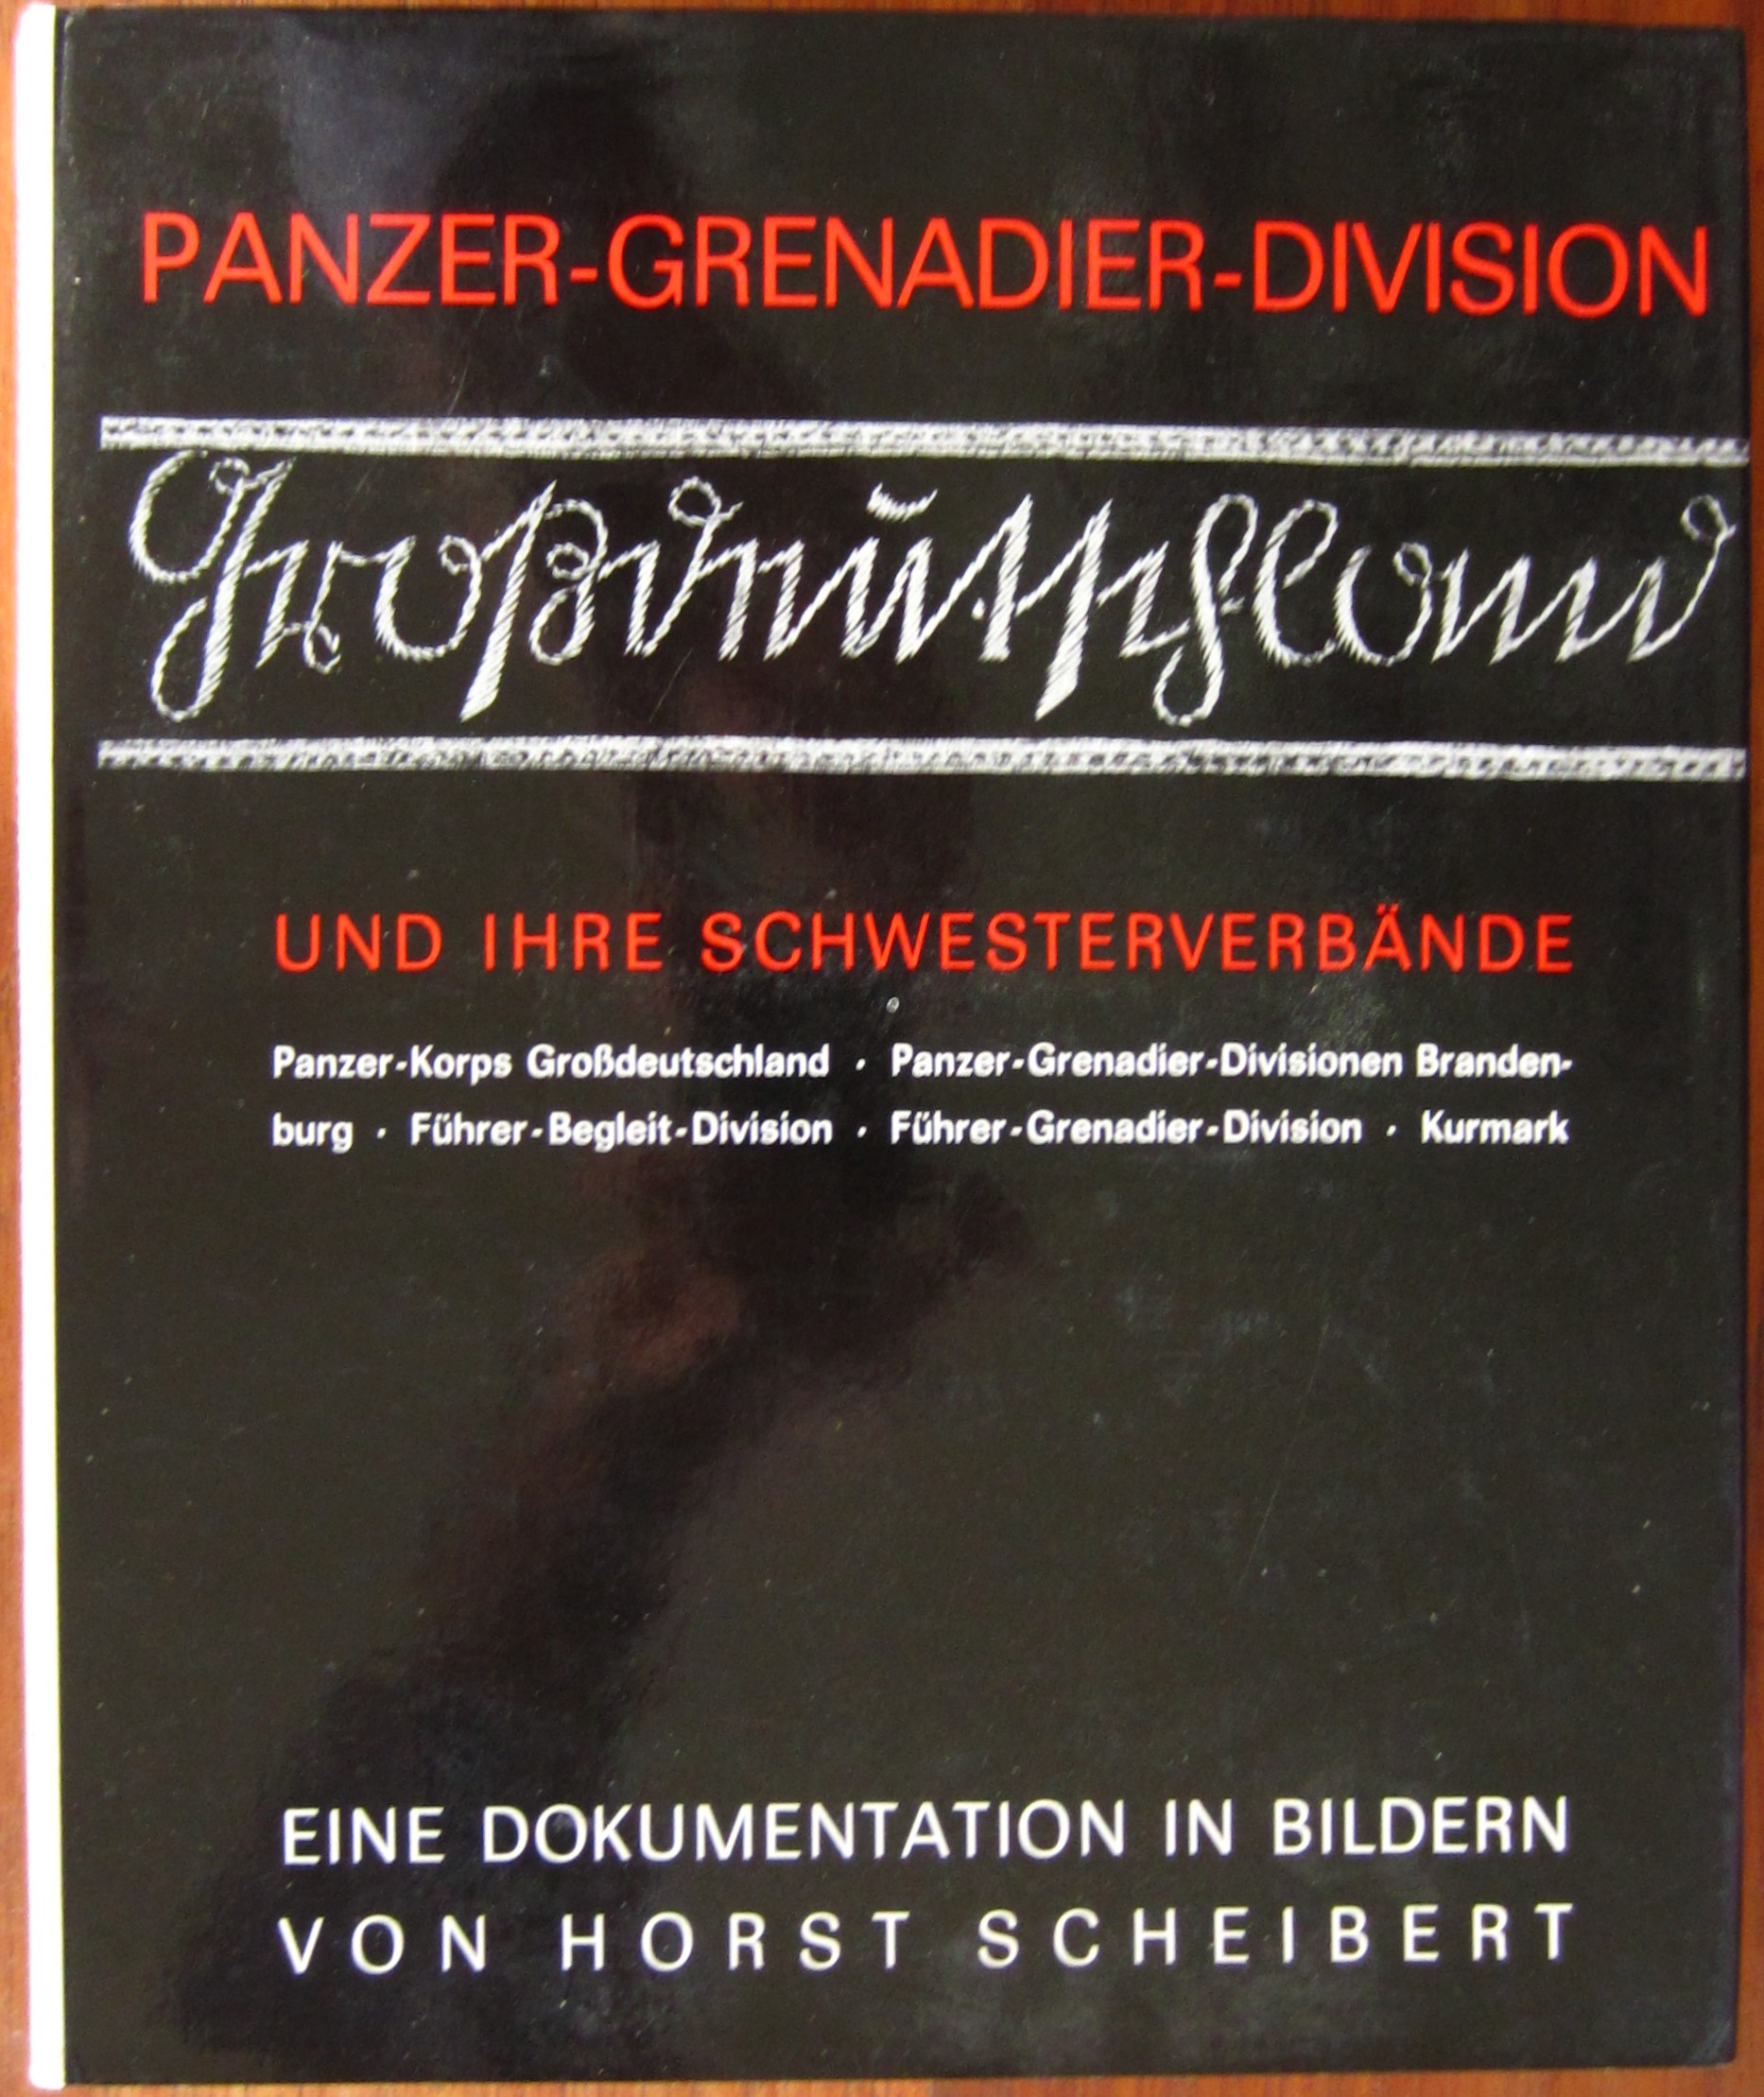 PANZER-GRENADIER-DIVISION
Großdeutschland
UND IHRE SCHWESTERVERBÄNDE
Panzer-Korps Großdeutschland · Panzer-Grenadier-Divisionen Branden-
burg · Führer-Begleit-Division · Führer-Grenadier-Division · Kurmark
EINE DOKUMENTATION IN BILDERN
VON HORST SCHEIBERT